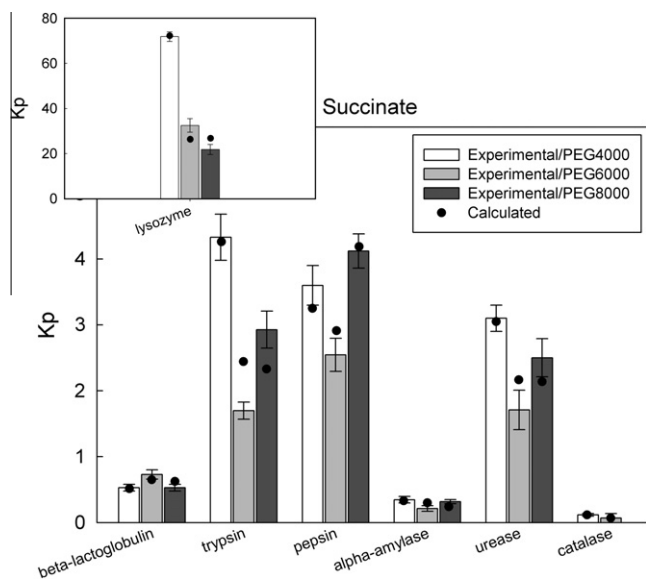 80
60
40
20
0
Kp
lysozyme
Succinate
Experimental/PEG4000
Experimental/PEG6000
Experimental/PEG8000
Calculated
4
3
2
1
0
Kp
beta-lactoglobulin
trypsin
pepsin
alpha-amylase
urease
catalase